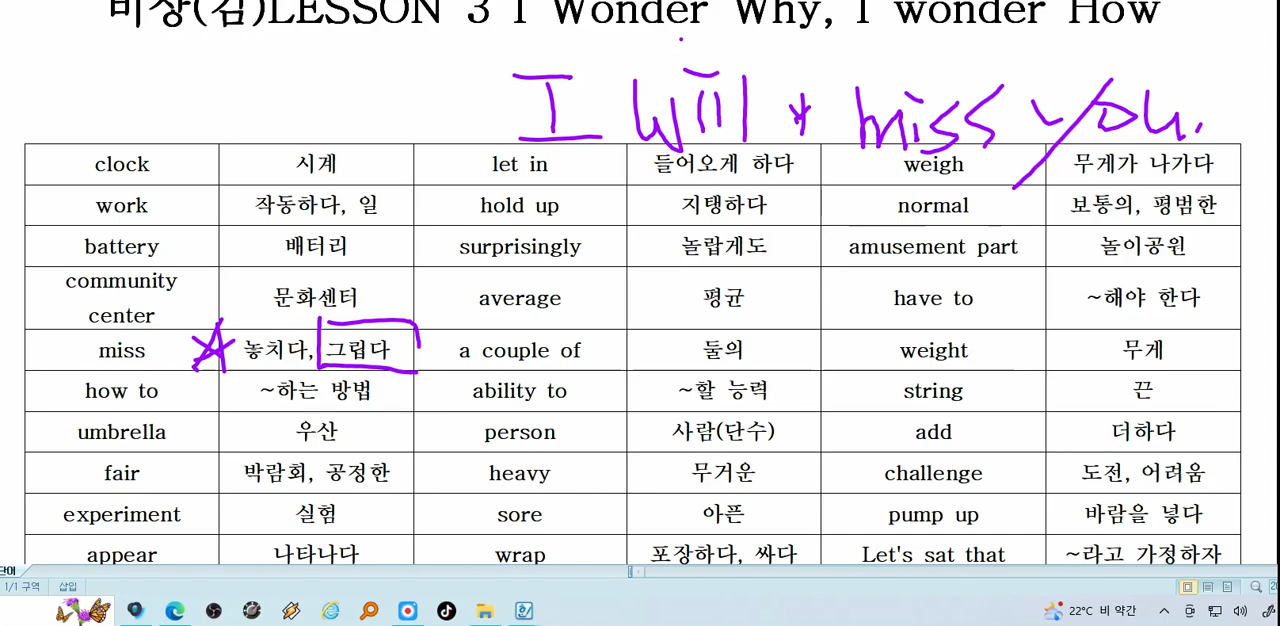 비상(김)LESSON 3 I Wonder Why, I wonder How
I will * miss you.
clock 시계 let in 들어오게 하다 weigh 무게가 나가다
work 작동하다, 일 hold up 지탱하다 normal 보통의, 평범한
battery 배터리 surprisingly 놀랍게도 amusement part 놀이공원
community center 문화센터 average 평균 have to ~해야 한다
miss 놓치다, 그립다 a couple of 둘의 weight 무게
how to ~하는 방법 ability to ~할 능력 string 끈
umbrella 우산 person 사람(단수) add 더하다
fair 박람회, 공정한 heavy 무거운 challenge 도전, 어려움
experiment 실험 sore 아픈 pump up 바람을 넣다
appear 나타나다 wrap 포장하다, 싸다 Let's sat that ~라고 가정하자
단어
1/1 구역 삽입
22°C 비 약간